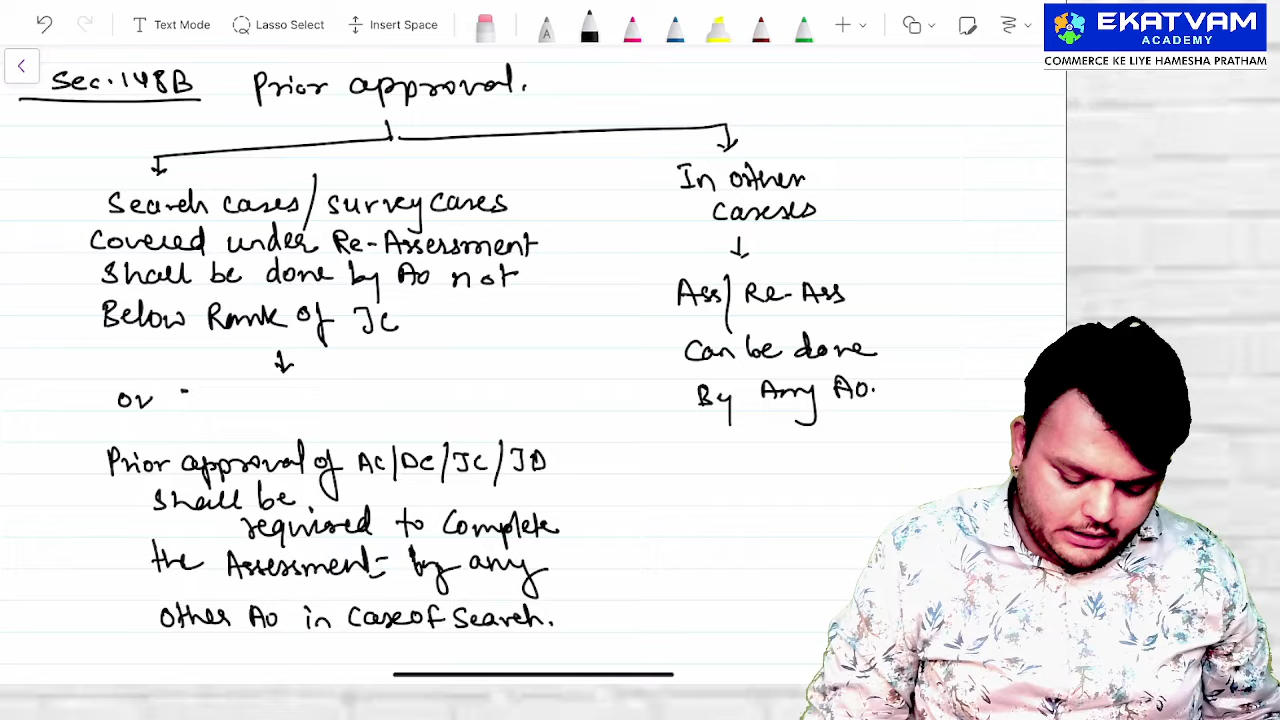 Text Mode
Lasso Select
Insert Space
A
EKATVAM
ACADEMY
COMMERCE KE LIYE HAMESHA PRATHAM
Sec. 148B Prior approval.
Search cases / survey cases
Covered under Re-Assessment
Shall be done by Ao not
Below Rank of JC
or
Prior approval of AC/DC/JC/JD
shall be
required to Complete
the Assessment by any
other Ao in Case of Search.
In other
caseses
Ass/ Re-Ass
Can be done
By Any Ao.